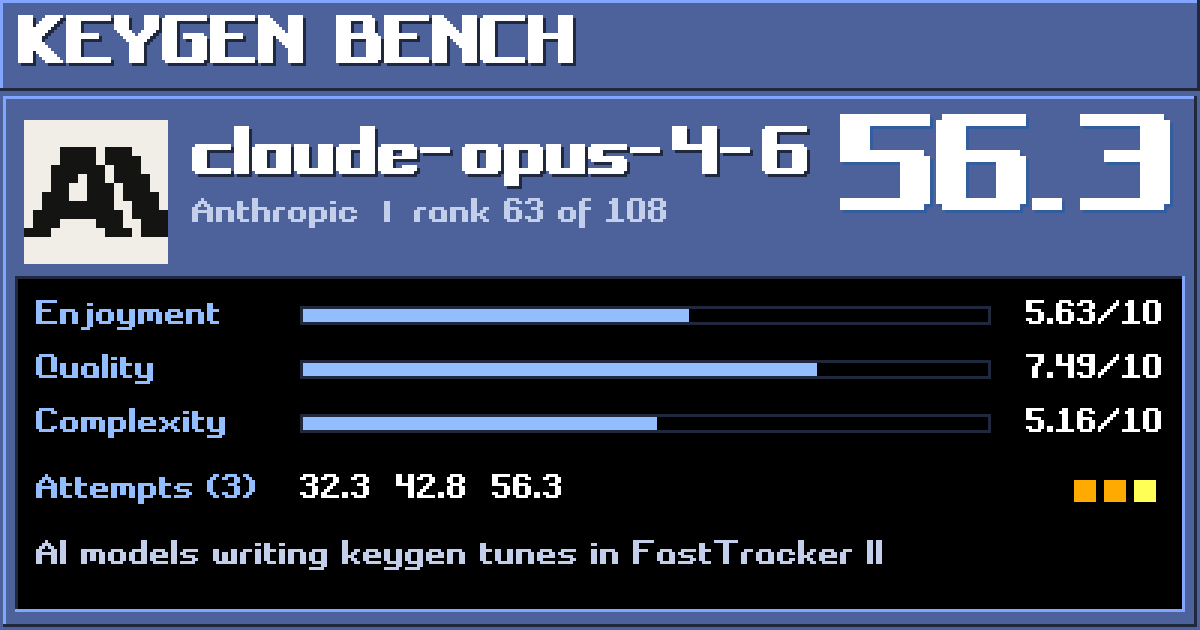 KEYGEN BENCH
claude-opus-4-6
56.3
Anthropic | rank 63 of 108
Enjoyment 5.63/10
Quality 7.49/10
Complexity 5.16/10
Attempts (3) 32.3 42.8 56.3
AI models writing keygen tunes in FastTracker II